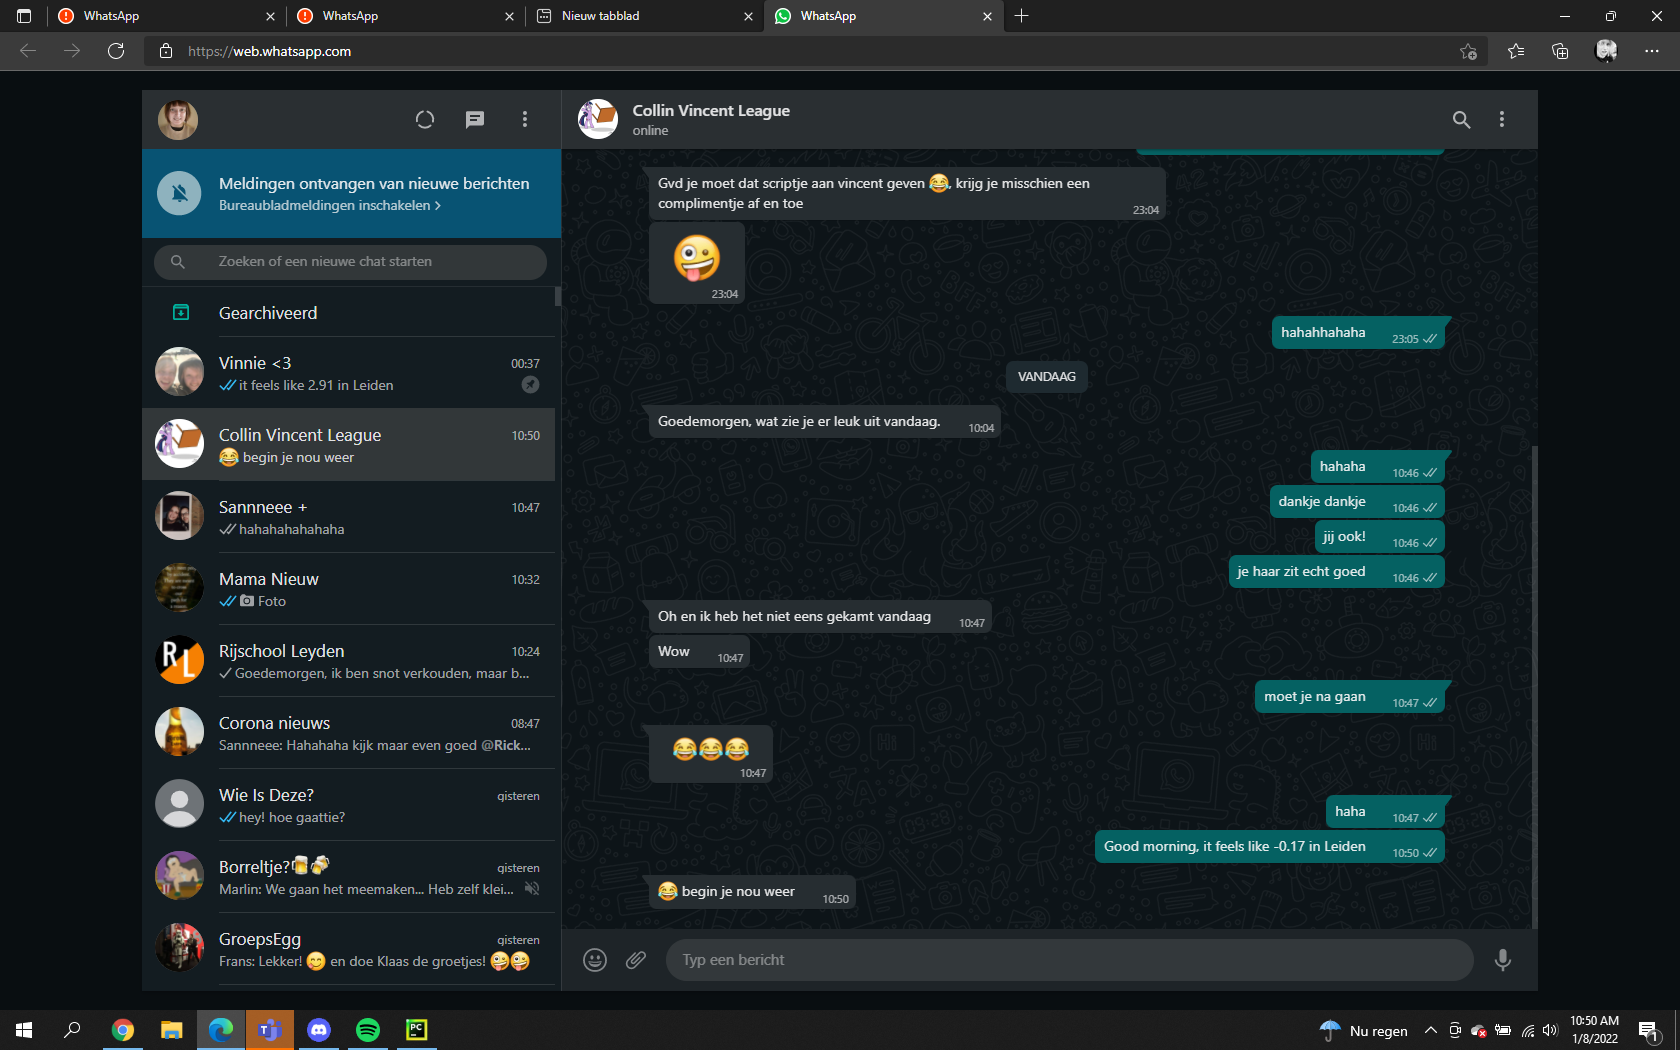 WhatsApp
WhatsApp
Nieuw tabblad
WhatsApp
https://web.whatsapp.com
Meldingen ontvangen van nieuwe berichten
Bureaubladmeldingen inschakelen >
Zoeken of een nieuwe chat starten
Gearchiveerd
Vinnie <3
00:37
it feels like 2.91 in Leiden
Collin Vincent League
10:50
😂 begin je nou weer
Sannneee +
10:47
hahahahahahaha
Mama Nieuw
10:32
Foto
RL
Rijschool Leyden
10:24
Goedemorgen, ik ben snot verkouden, maar b...
Corona nieuws
08:47
Sannneee: Hahahaha kijk maar even goed @Rick...
Wie Is Deze?
gisteren
hey! hoe gaattie?
Borreltje?🍻🍻
gisteren
Marlin: We gaan het meemaken... Heb zelf klei...
GroepsEgg
gisteren
Frans: Lekker! 😋 en doe Klaas de groetjes! 🤪🤪
Collin Vincent League
online
Gvd je moet dat scriptje aan vincent geven 😂, krijg je misschien een
complimentje af en toe
23:04
🤪
23:04
hahahhahaha
23:05
VANDAAG
Goedemorgen, wat zie je er leuk uit vandaag.
10:04
hahaha
10:46
dankje dankje
10:46
jij ook!
10:46
je haar zit echt goed
10:46
Oh en ik heb het niet eens gekamt vandaag
10:47
Wow
10:47
moet je na gaan
10:47
😂😂😂
10:47
haha
10:47
Good morning, it feels like -0.17 in Leiden
10:50
😂 begin je nou weer
10:50
Typ een bericht
PC
Nu regen
10:50 AM
1/8/2022
1